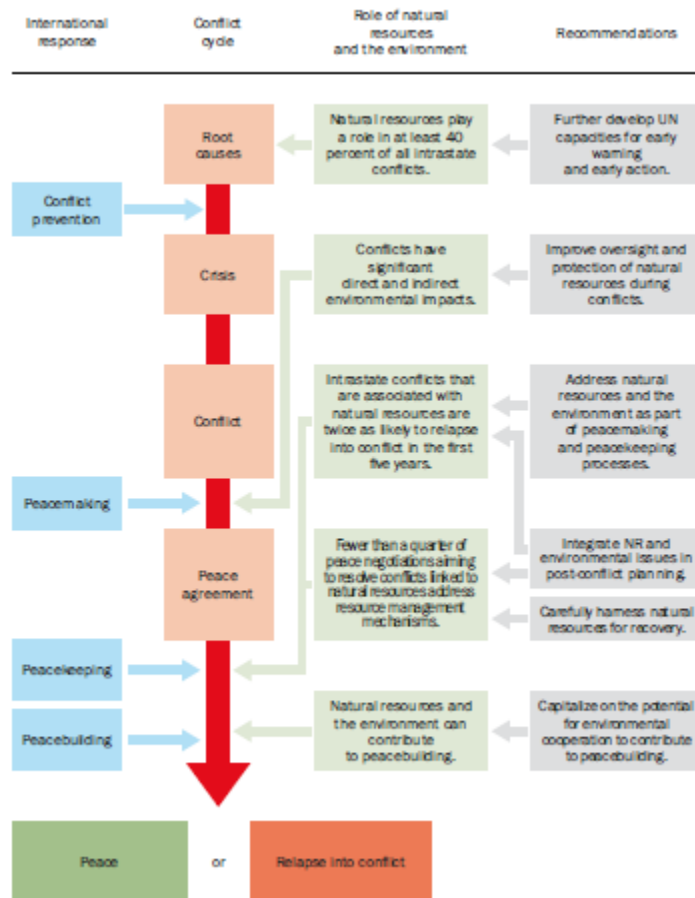 International
response
Conflict
cycle
Role of natural
resources
and the environment
Recommendations
Root
causes
Natural resources play
a role in at least 40
percent of all intrastate
conflicts.
Further develop UN
capacities for early
warning
and early action.
Conflict
prevention
Crisis
Conflicts have
significant
direct and indirect
environmental impacts.
Improve oversight and
protection of natural
resources during
conflicts.
Conflict
Intrastate conflicts that
are associated with
natural resources are
twice as likely to relapse
into conflict in the first
five years.
Address natural
resources and the
environment as part
of peacemaking
and peacekeeping
processes.
Peacemaking
Peace
agreement
Fewer than a quarter of
peace negotiations aiming
to resolve conflicts linked to
natural resources address
resource management
mechanisms.
Integrate NR and
environmental issues in
post-conflict planning.
Carefully harness natural
resources for recovery.
Peacekeeping
Peacebuilding
Natural resources and
the environment can
contribute
to peacebuilding.
Capitalize on the potential
for environmental
cooperation to contribute
to peacebuilding.
Peace
or
Relapse into conflict